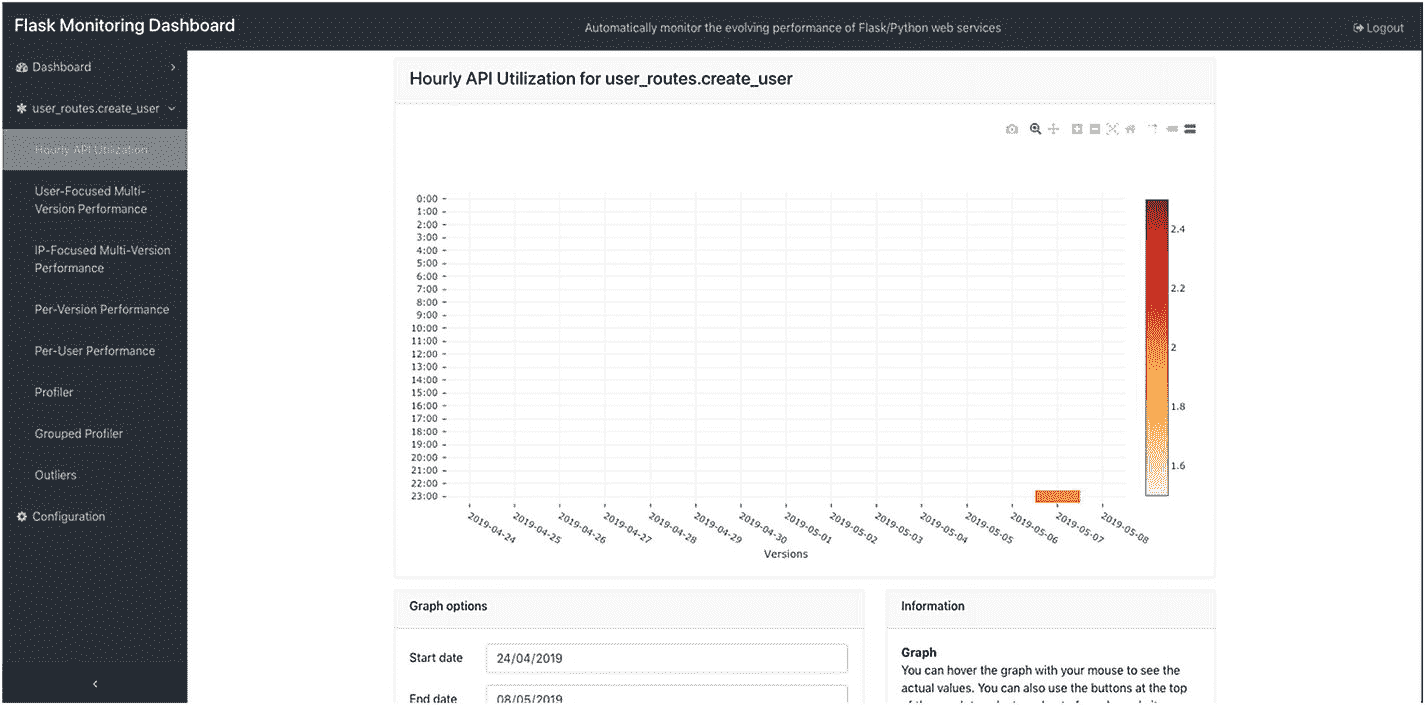 Flask Monitoring Dashboard
Automatically monitor the evolving performance of Flask/Python web services
Logout
Dashboard
user_routes.create_user
Hourly API Utilization
User-Focused Multi-
Version Performance
IP-Focused Multi-Version
Performance
Per-Version Performance
Per-User Performance
Profiler
Grouped Profiler
Outliers
Configuration
Hourly API Utilization for user_routes.create_user
0:00
1:00
2:00
3:00
4:00
5:00
6:00
7:00
8:00
9:00
10:00
11:00
12:00
13:00
14:00
15:00
16:00
17:00
18:00
19:00
20:00
21:00
22:00
23:00
2.4
2.2
2
1.8
1.6
2019-04-24
2019-04-25
2019-04-26
2019-04-27
2019-04-28
2019-04-29
2019-04-30
2019-05-01
2019-05-02
2019-05-03
2019-05-04
2019-05-05
2019-05-06
2019-05-07
2019-05-08
Versions
Graph options
Start date
24/04/2019
End date
08/05/2019
Information
Graph
You can hover the graph with your mouse to see the
actual values. You can also use the buttons at the top